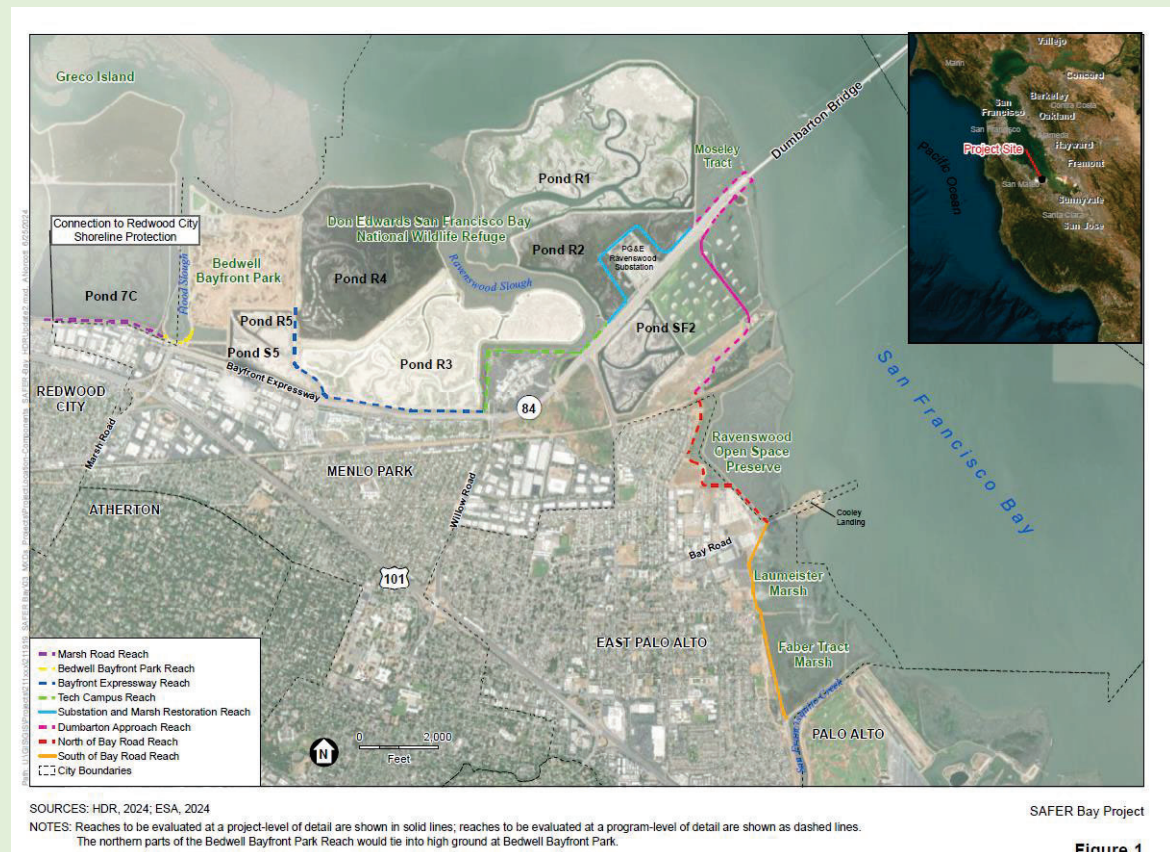 Greco Island
Connection to Redwood City
Shoreline Protection
Pond 7C
Flood Slough
Bedwell
Bayfront Park
Don Edwards San Francisco Bay
National Wildlife Refuge
Pond R1
Pond R2
Pond R4
Ravenswood Slough
Pond R5
Pond S5
Pond R3
PG&E
Ravenswood
Substation
Pond SF2
Moseley
Tract
Dumbarton Bridge
Bayfront Expressway
84
REDWOOD
CITY
Marsh Road
MENLO PARK
ATHERTON
Willow Road
101
Ravenswood
Open Space
Preserve
Cooley
Landing
Bay Road
Laumeister
Marsh
EAST PALO ALTO
Faber Tract
Marsh
PALO ALTO
San Francisco Bay
Vallejo
Marin
Concord
Berkeley
Contra Costa
San
Francisco
Oakland
San Francisco
Alameda
Hayward
Project Site
Fremont
San Mateo
Sunnyvale
Santa Clara
San Jose
Pacific Ocean
Marsh Road Reach
Bedwell Bayfront Park Reach
Bayfront Expressway Reach
Tech Campus Reach
Substation and Marsh Restoration Reach
Dumbarton Approach Reach
North of Bay Road Reach
South of Bay Road Reach
City Boundaries
N
0 2,000
Feet
SOURCES: HDR, 2024; ESA, 2024
SAFER Bay Project
NOTES: Reaches to be evaluated at a project-level of detail are shown in solid lines; reaches to be evaluated at a program-level of detail are shown as dashed lines.
The northern parts of the Bedwell Bayfront Park Reach would tie into high ground at Bedwell Bayfront Park.
Figure 1